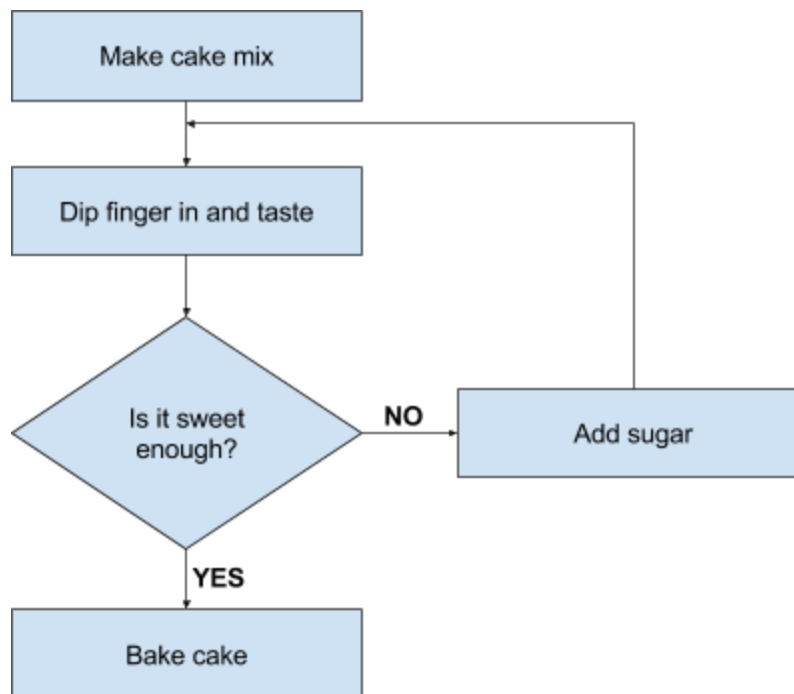 Make cake mix
Dip finger in and taste
Is it sweet
enough?
NO
Add sugar
YES
Bake cake